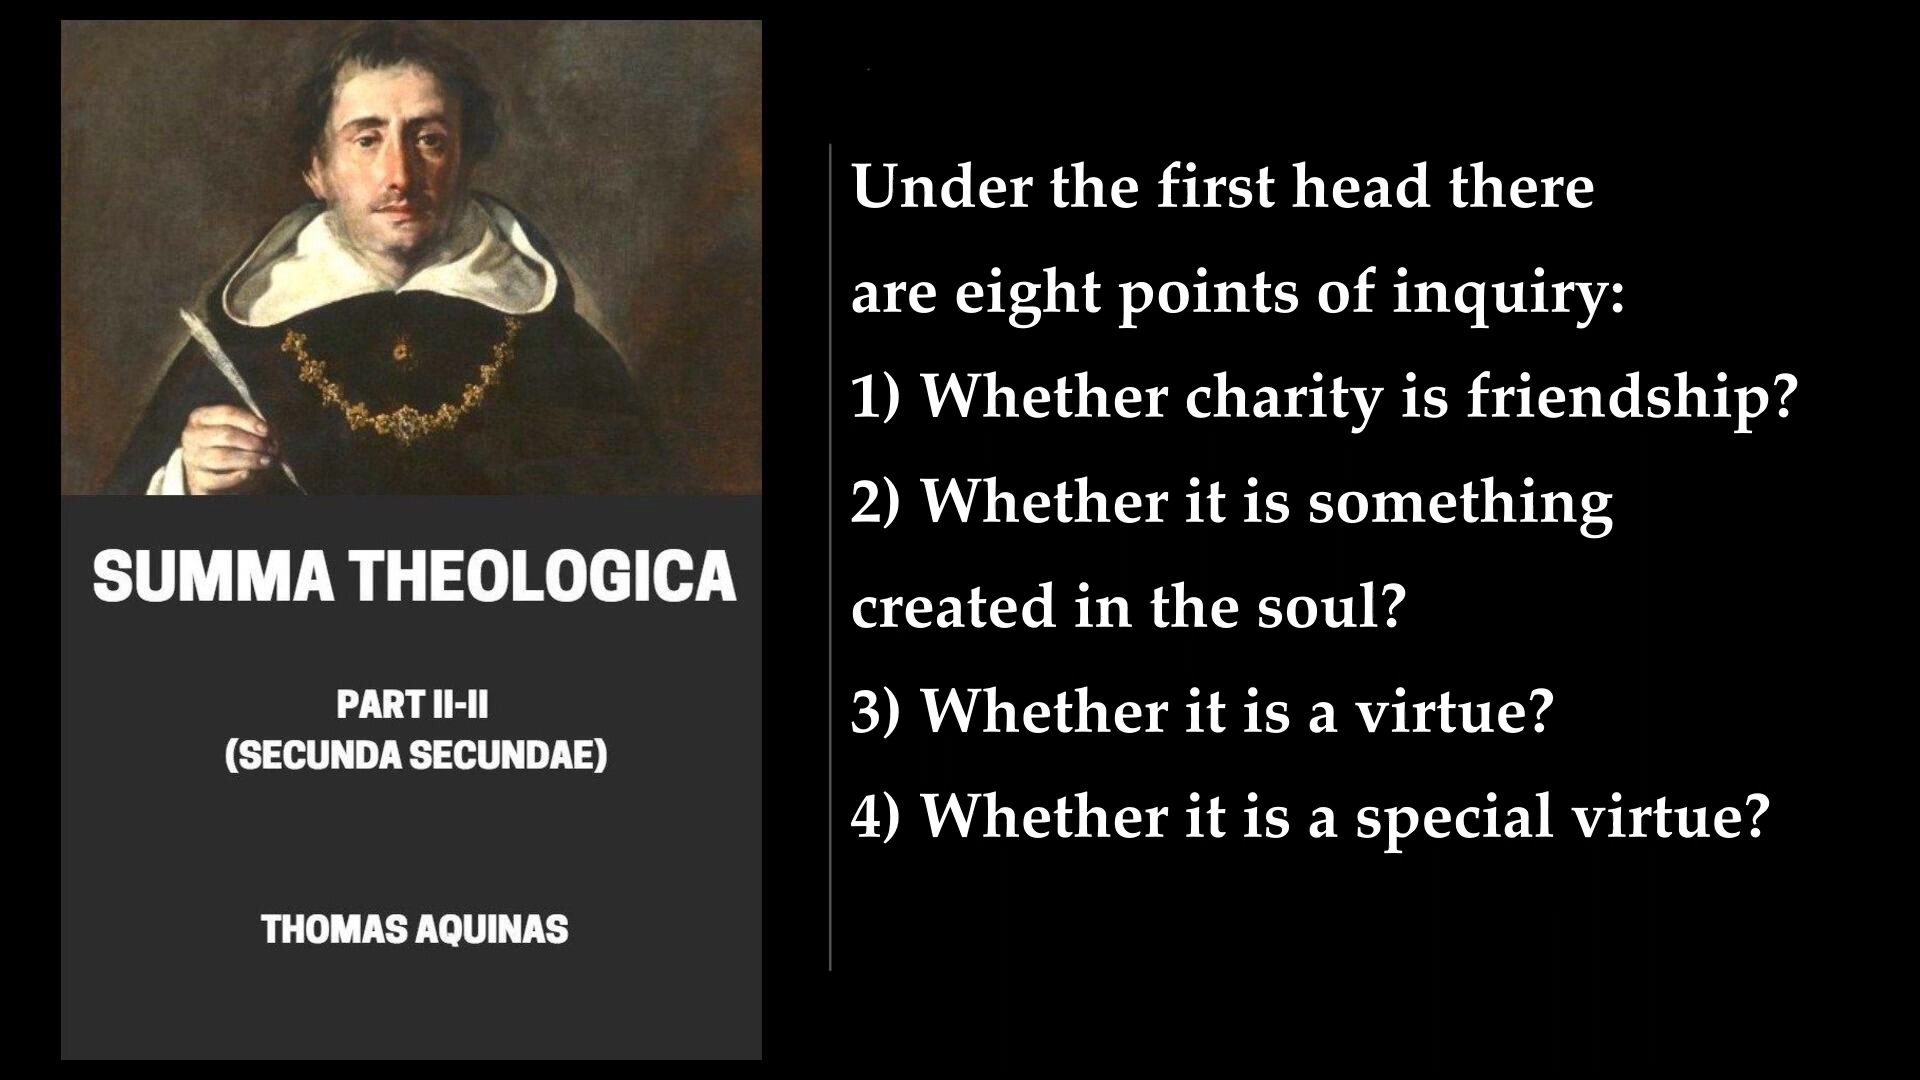 SUMMA THEOLOGICA
PART II-II
(SECUNDA SECUNDAE)
THOMAS AQUINAS
Under the first head there
are eight points of inquiry:
1) Whether charity is friendship?
2) Whether it is something
created in the soul?
3) Whether it is a virtue?
4) Whether it is a special virtue?